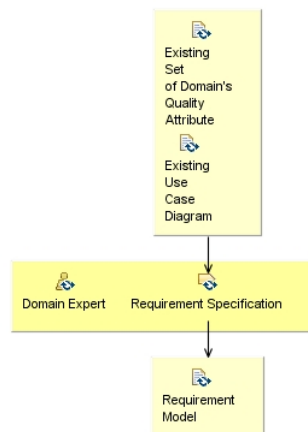 Existing
Set
of Domain's
Quality
Attribute
Existing
Use
Case
Diagram
Domain Expert
Requirement Specification
Requirement
Model